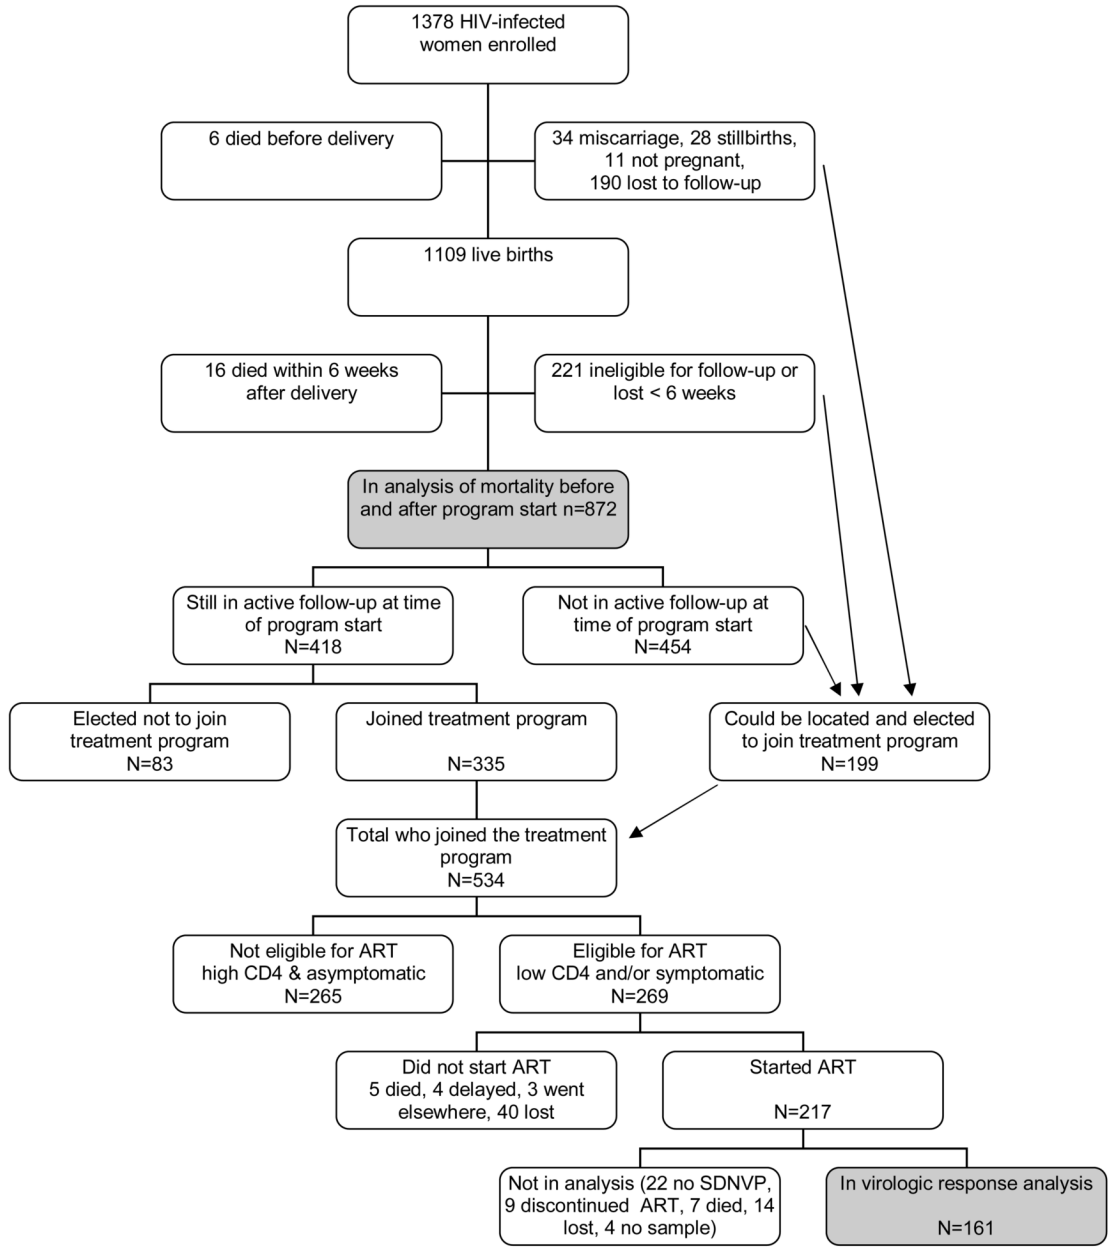 1378 HIV-infected
women enrolled
6 died before delivery
34 miscarriage, 28 stillbirths,
11 not pregnant,
190 lost to follow-up
1109 live births
16 died within 6 weeks
after delivery
221 ineligible for follow-up or
lost < 6 weeks
In analysis of mortality before
and after program start n=872
Still in active follow-up at time
of program start
N=418
Not in active follow-up at
time of program start
N=454
Elected not to join
treatment program
N=83
Joined treatment program
N=335
Could be located and elected
to join treatment program
N=199
Total who joined the treatment
program
N=534
Not eligible for ART
high CD4 & asymptomatic
N=265
Eligible for ART
low CD4 and/or symptomatic
N=269
Did not start ART
5 died, 4 delayed, 3 went
elsewhere, 40 lost
Started ART
N=217
Not in analysis (22 no SDNVP,
9 discontinued ART, 7 died, 14
lost, 4 no sample)
In virologic response analysis
N=161